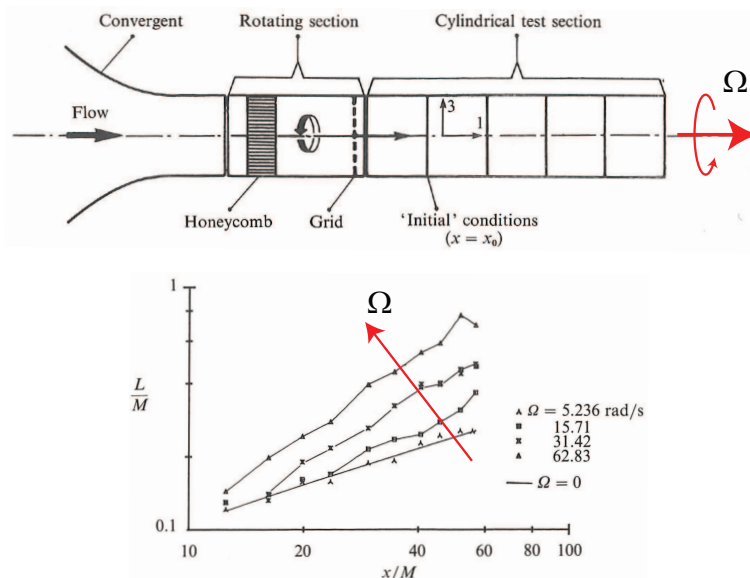 Convergent
Rotating section
Cylindrical test section
Flow
3
1
Ω
Honeycomb
Grid
'Initial' conditions
(x = x₀)
1
Ω
L
M
Ω = 5.236 rad/s
15.71
31.42
62.83
Ω = 0
0.1
10
20
40
60
80
100
x/M